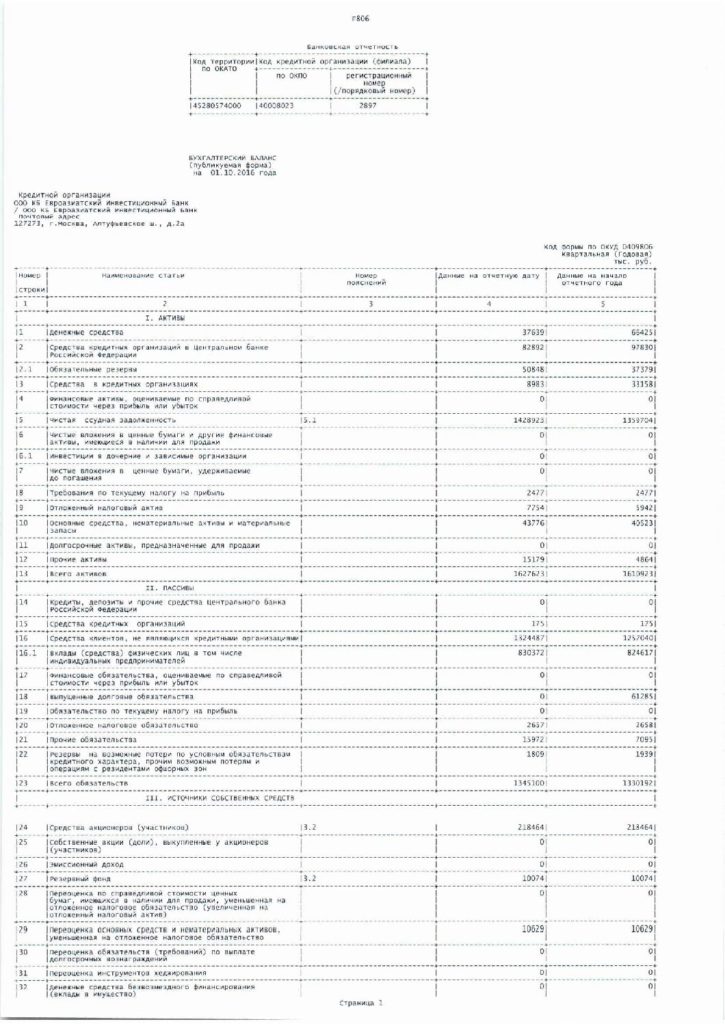 F806
Банковская отчетность
Код территории по ОКАТО Код кредитной организации (филиала)
по ОКПО регистрационный номер (/порядковый номер)
45280574000 40008023 2897
БУХГАЛТЕРСКИЙ БАЛАНС
(публикуемая форма)
на 01.10.2016 года
Кредитной организации
ООО КБ Евроазиатский Инвестиционный Банк
/ ООО КБ Евроазиатский Инвестиционный Банк
Почтовый адрес
127273, г.Москва, Алтуфьевское ш., д.2а
Код формы по ОКУД 0409806
Квартальная (Годовая)
тыс. руб.
Номер строки Наименование статьи Номер пояснений Данные на отчетную дату Данные на начало отчетного года
1 2 3 4 5
I. АКТИВЫ
1 Денежные средства 37639 66425
2 Средства кредитных организаций в Центральном банке
Российской Федерации 82892 97830
2.1 Обязательные резервы 50848 37379
3 Средства в кредитных организациях 8983 33158
4 Финансовые активы, оцениваемые по справедливой
стоимости через прибыль или убыток 0 0
5 Чистая ссудная задолженность 5.1 1428923 1359704
6 Чистые вложения в ценные бумаги и другие финансовые
активы, имеющиеся в наличии для продажи 0 0
6.1 Инвестиции в дочерние и зависимые организации 0 0
7 Чистые вложения в ценные бумаги, удерживаемые
до погашения 0 0
8 Требования по текущему налогу на прибыль 2477 2477
9 Отложенный налоговый актив 7754 5942
10 Основные средства, нематериальные активы и материальные
запасы 43776 40523
11 Долгосрочные активы, предназначенные для продажи 0 0
12 Прочие активы 15179 4864
13 Всего активов 1627623 1610923
II. ПАССИВЫ
14 Кредиты, депозиты и прочие средства Центрального банка
Российской Федерации 0 0
15 Средства кредитных организаций 175 175
16 Средства клиентов, не являющихся кредитными организациями 1324487 1257040
16.1 Вклады (средства) физических лиц в том числе
индивидуальных предпринимателей 830372 824617
17 Финансовые обязательства, оцениваемые по справедливой
стоимости через прибыль или убыток 0 0
18 Выпущенные долговые обязательства 0 61285
19 Обязательство по текущему налогу на прибыль 0 0
20 Отложенное налоговое обязательство 2657 2658
21 Прочие обязательства 15972 7095
22 Резервы на возможные потери по условным обязательствам
кредитного характера, прочим возможным потерям и
операциям с резидентами офшорных зон 1809 1939
23 Всего обязательств 1345100 1330192
III. ИСТОЧНИКИ СОБСТВЕННЫХ СРЕДСТВ
24 Средства акционеров (участников) 3.2 218464 218464
25 Собственные акции (доли), выкупленные у акционеров
(участников) 0 0
26 Эмиссионный доход 0 0
27 Резервный фонд 3.2 10074 10074
28 Переоценка по справедливой стоимости ценных
бумаг, имеющихся в наличии для продажи, уменьшенная на
отложенное налоговое обязательство (увеличенная на
отложенный налоговый актив) 0 0
29 Переоценка основных средств и нематериальных активов,
уменьшенная на отложенное налоговое обязательство 10629 10629
30 Переоценка обязательств (требований) по выплате
долгосрочных вознаграждений 0 0
31 Переоценка инструментов хеджирования 0 0
32 Денежные средства безвозмездного финансирования
(вклады в имущество) 0 0
Страница 1